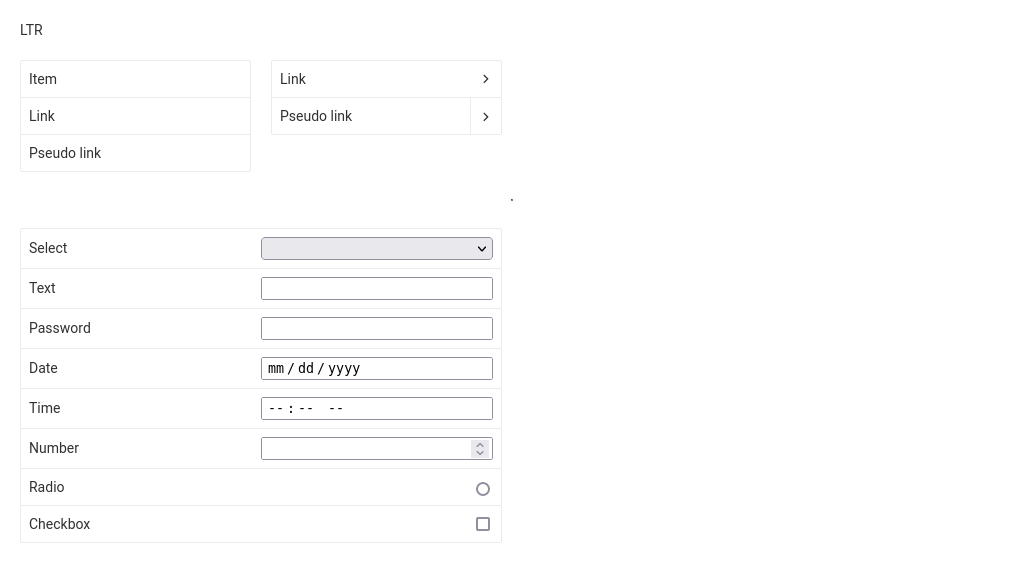 LTR
Item
Link
Pseudo link
Link
Pseudo link
.
Select
Text
Password
Date mm/dd/yyyy
Time --:-- --
Number
Radio
Checkbox